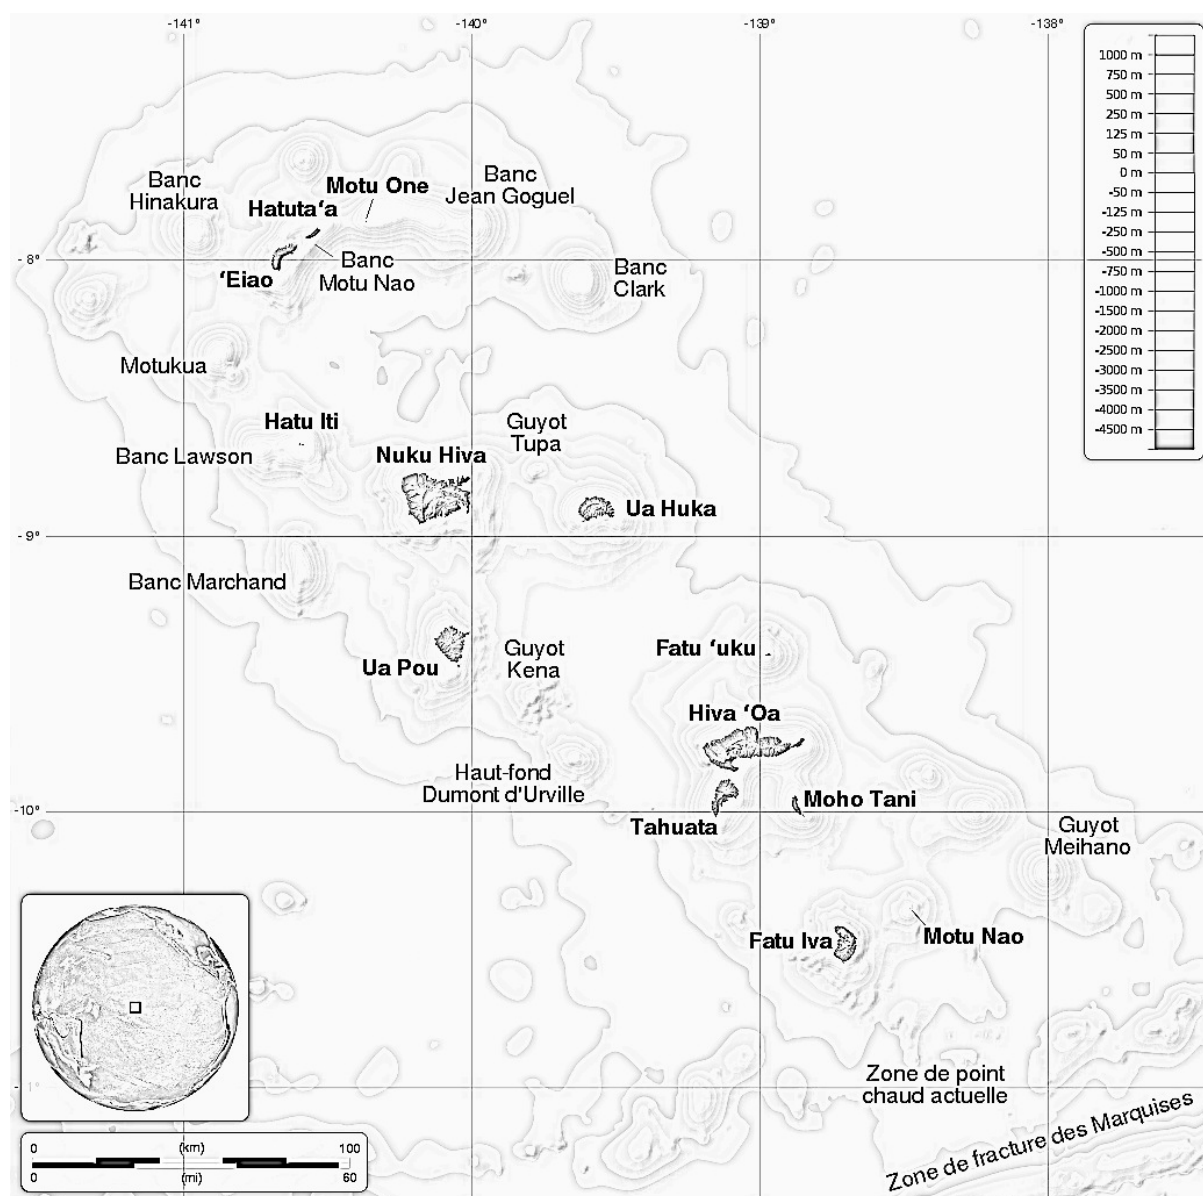 -141°
-140°
-139°
-138°
1000 m
750 m
500 m
250 m
125 m
50 m
0 m
-50 m
-125 m
-250 m
-500 m
-750 m
-1000 m
-1500 m
-2000 m
-2500 m
-3000 m
-3500 m
-4000 m
-4500 m
Banc
Hinakura
Motu One
Banc
Jean Goguel
Hatuta‘a
- 8°
‘Eiao
Banc
Motu Nao
Banc
Clark
Motukua
Hatu Iti
Guyot
Tupa
Banc Lawson
Nuku Hiva
Ua Huka
- 9°
Banc Marchand
Ua Pou
Guyot
Kena
Fatu ‘uku
Hiva ‘Oa
Haut-fond
Dumont d'Urville
-10°
Moho Tani
Tahuata
Guyot
Meihano
Fatu Iva
Motu Nao
Zone de point
chaud actuelle
-1°
Zone de fracture des Marquises
0 (km) 100
0 (mi) 60